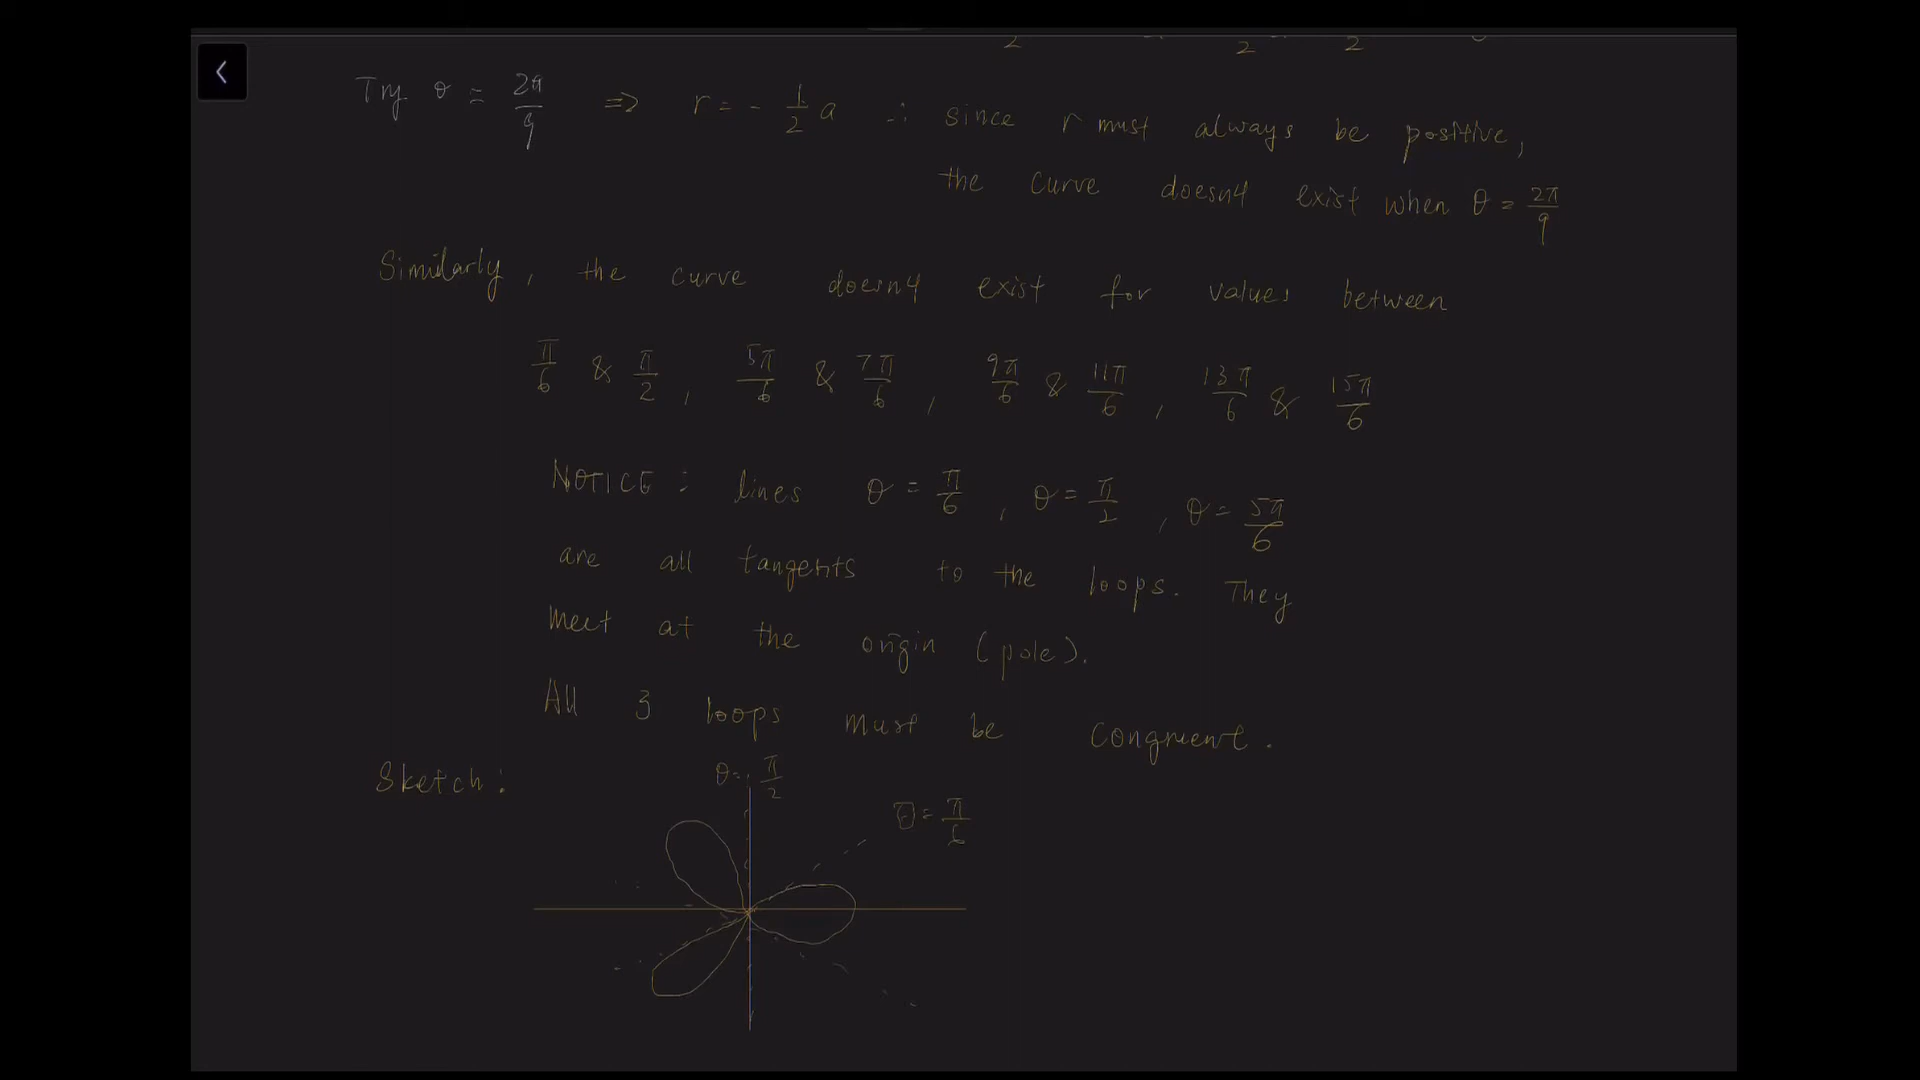 Try θ = 2π/9 ⇒ r = - 1/2 a ∴ since r must always be positive,
the curve doesn4 exist when θ = 2π/9
Similarly, the curve doesn4 exist for values between
π/6 & π/2, 5π/6 & 7π/6, 9π/6 & 11π/6, 13π/6 & 15π/6
NOTICE : lines θ = π/6, θ = π/2, θ = 5π/6
are all tangents to the loops. They
meet at the origin (pole).
All 3 loops must be congruent.
Sketch:
θ = π/2
θ = π/6